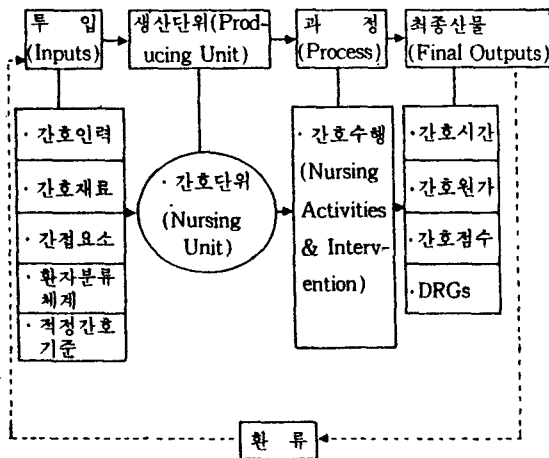 투 입
(Inputs)
생산단위(Prod-
ucing Unit)
과 정
(Process)
최종산물
(Final Outputs)
· 간호인력
· 간호재료
· 간접요소
· 환자분류
체계
· 적정간호
기준
· 간호단위
(Nursing
Unit)
· 간호수행
(Nursing
Activities
& Interv-
ention)
· 간호시간
· 간호원가
· 간호점수
· DRGs
환 류